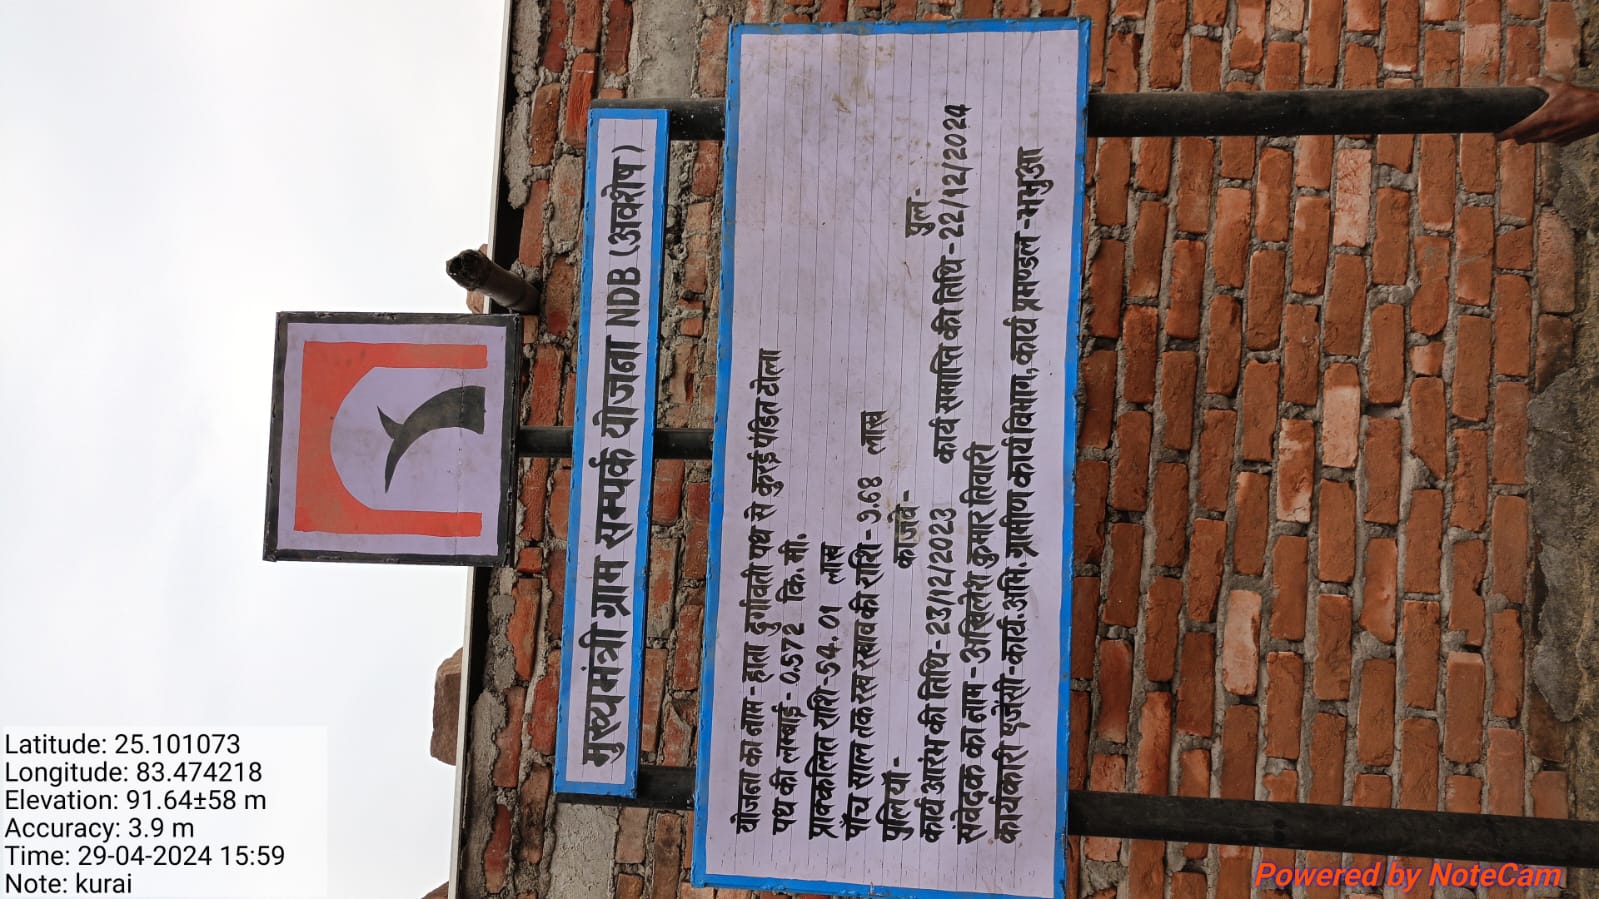 मुख्यमंत्री ग्राम सम्पर्क योजना NDB (अवशेष)
योजना का नाम - हाता दुर्गावती पथ से कुरई पंडित टोला
पथ की लम्बाई - 0.572 कि. मी.
प्राक्कलित राशि - 54.01 लाख
पाँच साल तक रख रखाव की राशि - 9.68 लाख
पुलिया - काजवे - पुल -
कार्य आरंभ की तिथि - 23/12/2023 कार्य समाप्ति की तिथि - 22/12/2024
संवेदक का नाम - अखिलेश कुमार तिवारी
कार्यकारी एजेंसी - कार्य. अभि. ग्रामीण कार्य विभाग, कार्य प्रमण्डल - भभुआ
Latitude: 25.101073
Longitude: 83.474218
Elevation: 91.64±58 m
Accuracy: 3.9 m
Time: 29-04-2024 15:59
Note: kurai
Powered by NoteCam